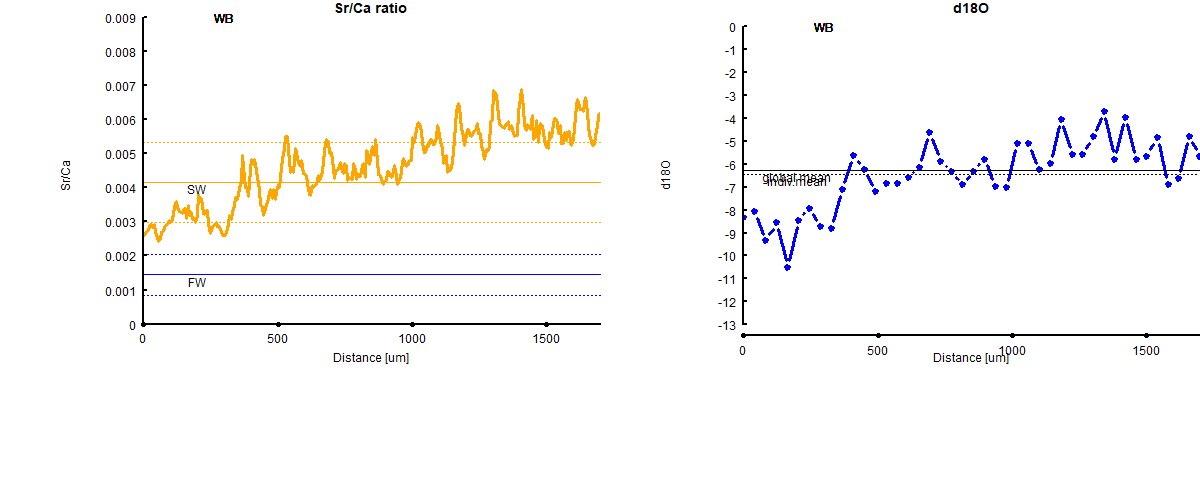 Sr/Ca ratio
WB
0.009
0.008
0.007
0.006
0.005
0.004
0.003
0.002
0.001
0
Sr/Ca
SW
FW
0
500
1000
1500
Distance [um]
d18O
WB
0
-1
-2
-3
-4
-5
-6
-7
-8
-9
-10
-11
-12
-13
d18O
global.mean
indiv.mean
0
500
1000
1500
Distance [um]